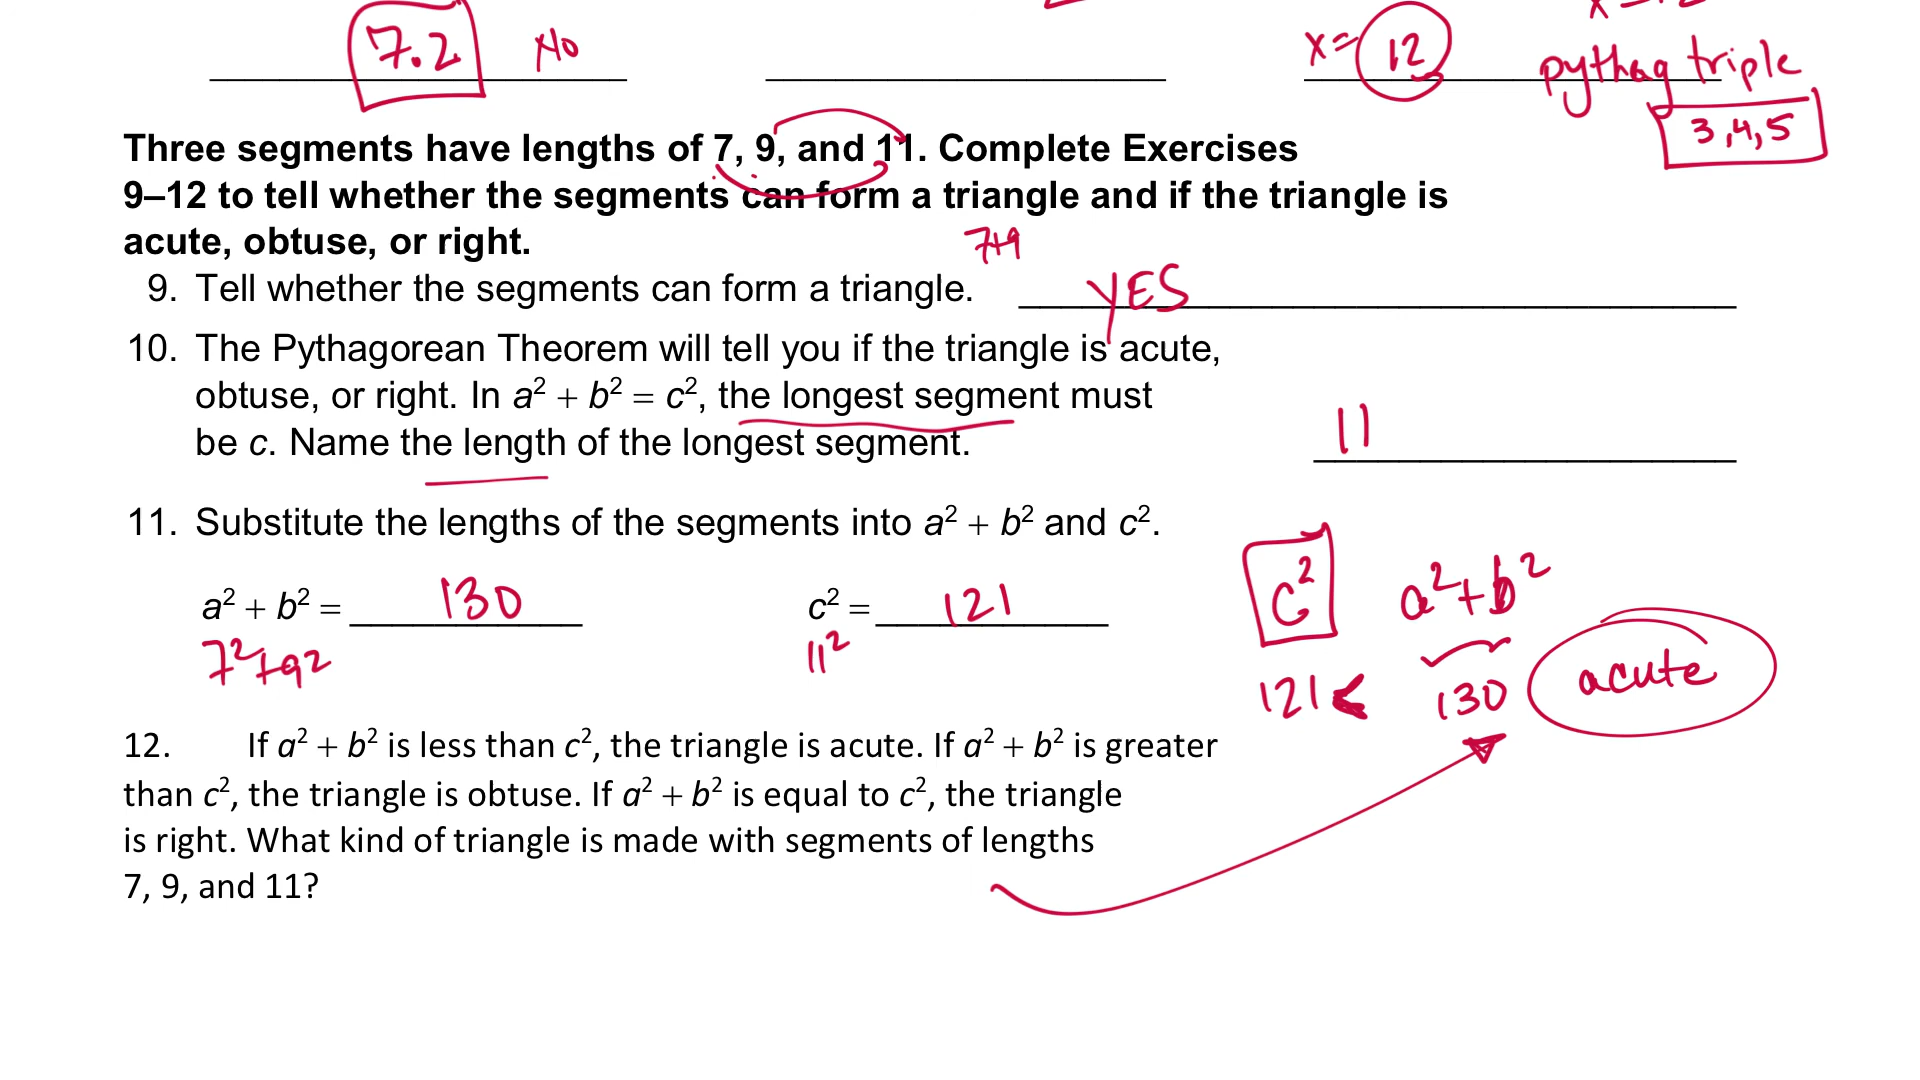 7.2 No
x=12
pythag triple
3,4,5
Three segments have lengths of 7, 9, and 11. Complete Exercises
9–12 to tell whether the segments can form a triangle and if the triangle is
acute, obtuse, or right.
7+9
9. Tell whether the segments can form a triangle. YES
10. The Pythagorean Theorem will tell you if the triangle is acute,
obtuse, or right. In a² + b² = c², the longest segment must
be c. Name the length of the longest segment. 11
11. Substitute the lengths of the segments into a² + b² and c².
a² + b² = 130 c² = 121
7²+92 11²
c² a²+b²
121< 130 acute
12. If a² + b² is less than c², the triangle is acute. If a² + b² is greater
than c², the triangle is obtuse. If a² + b² is equal to c², the triangle
is right. What kind of triangle is made with segments of lengths
7, 9, and 11?